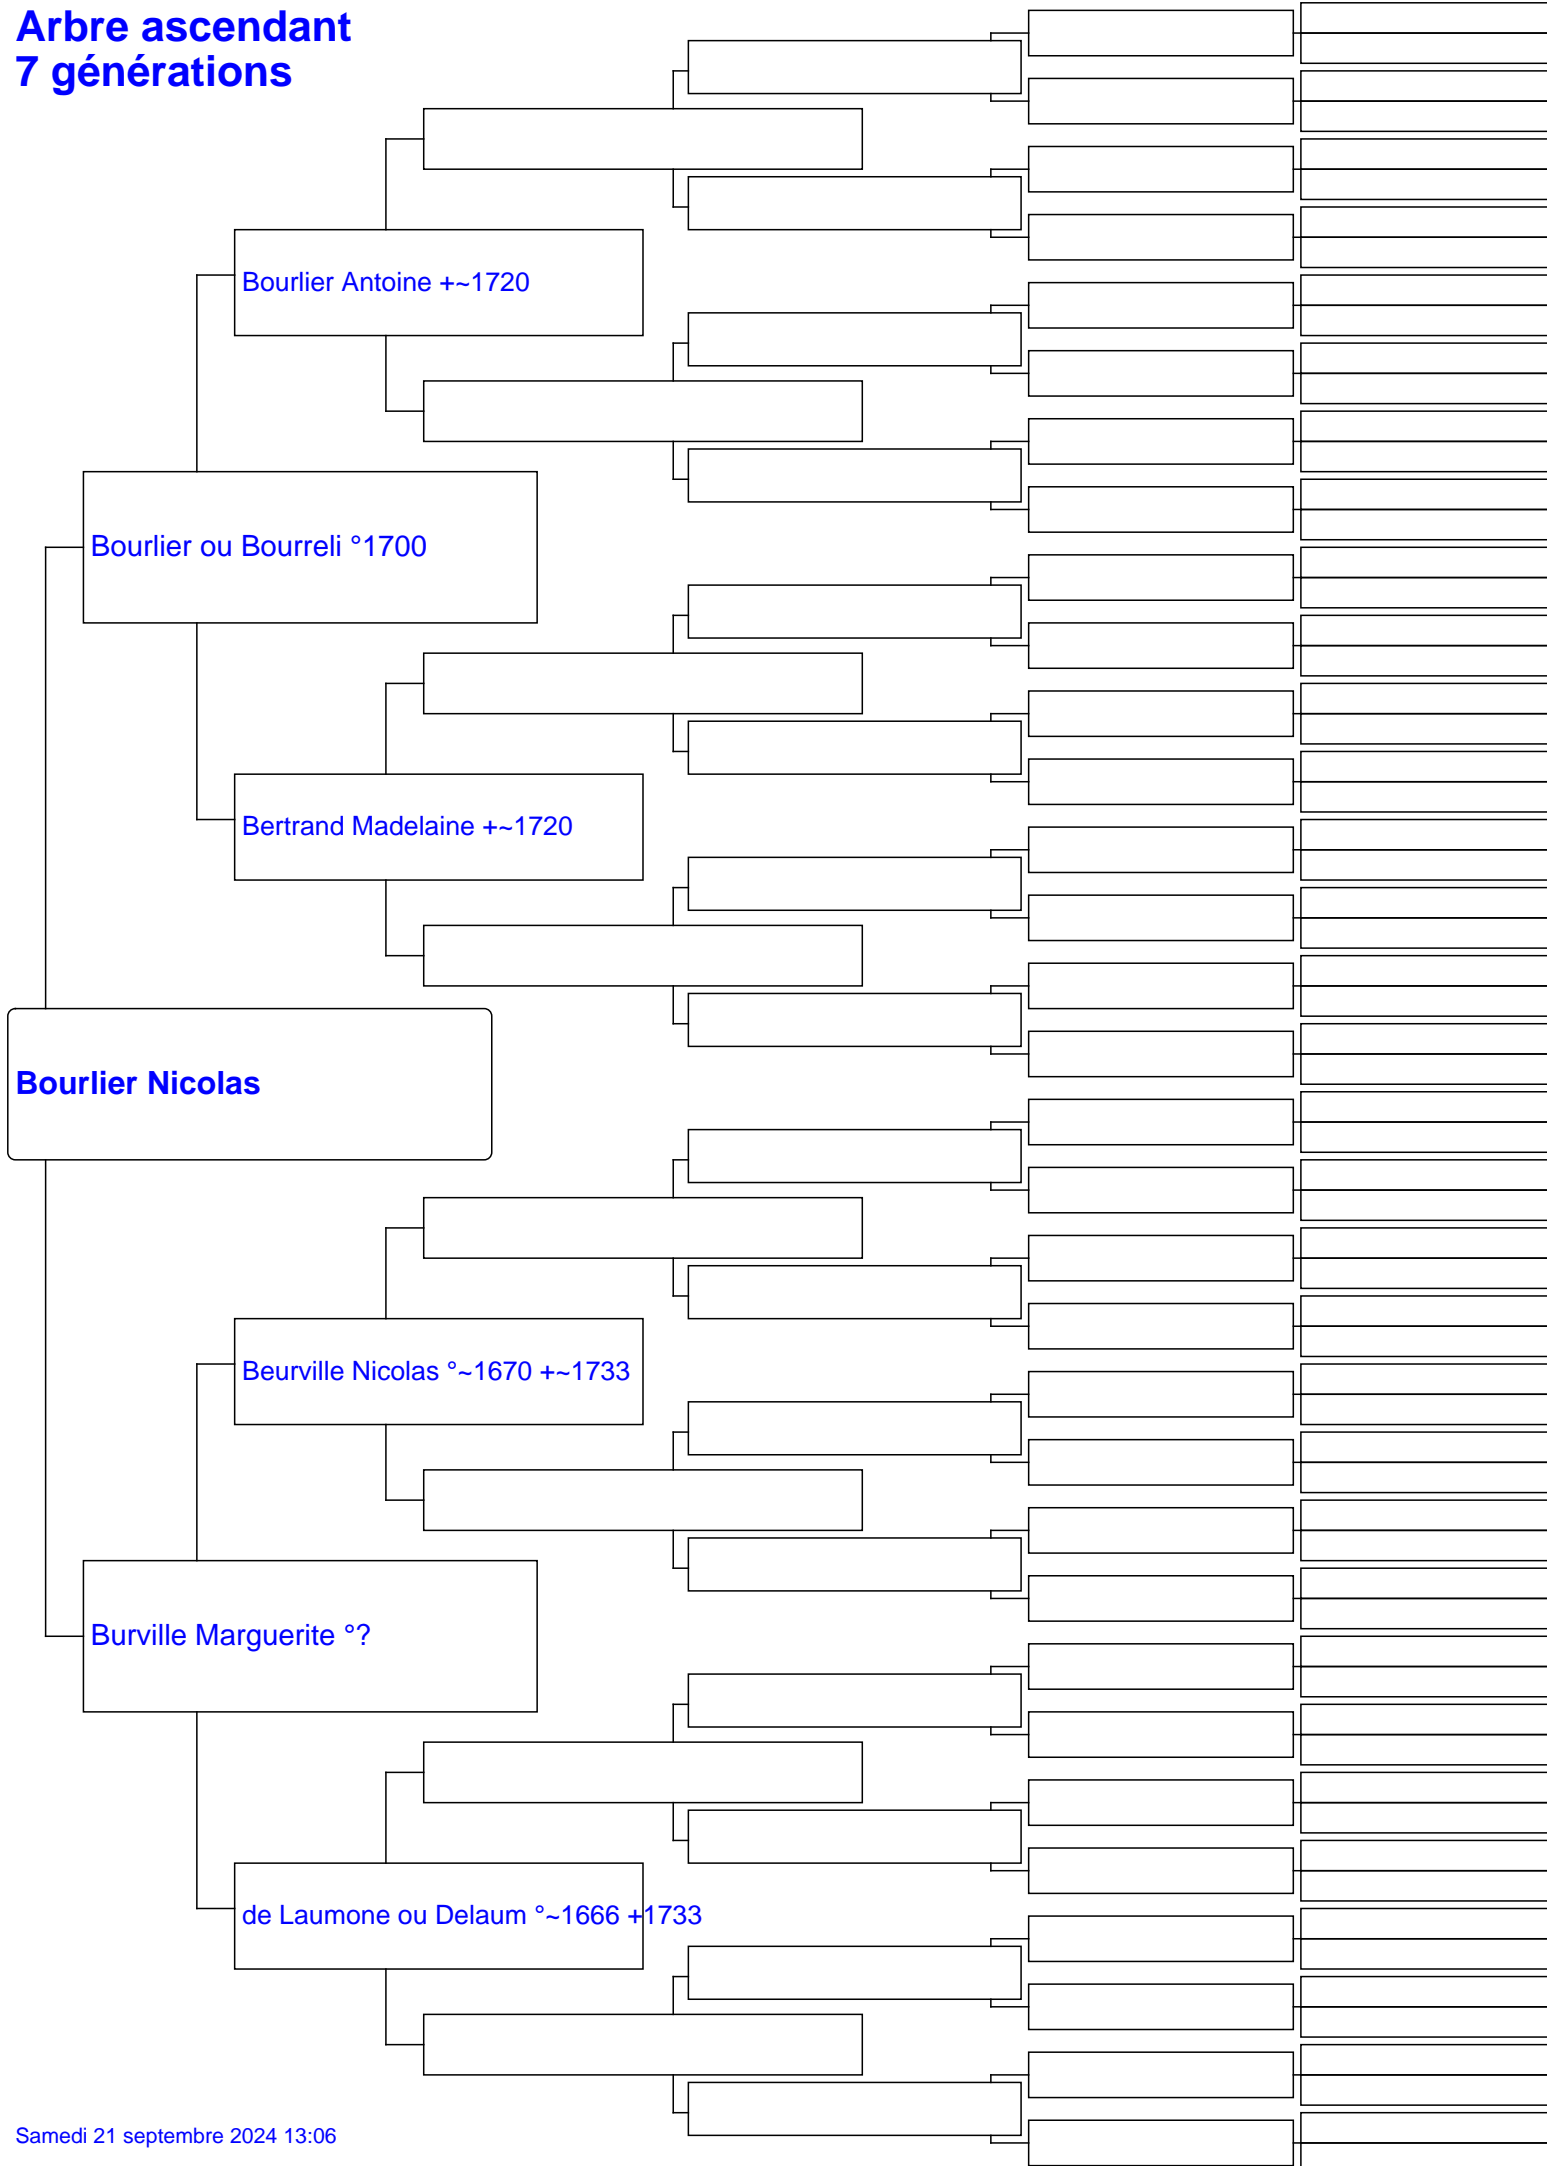 Arbre ascendant
7 générations
Bourlier Antoine +~1720
Bourlier ou Bourreli °1700
Bertrand Madelaine +~1720
Bourlier Nicolas
Beurville Nicolas °~1670 +~1733
Burville Marguerite °?
de Laumone ou Delaum °~1666 +1733
Samedi 21 septembre 2024 13:06